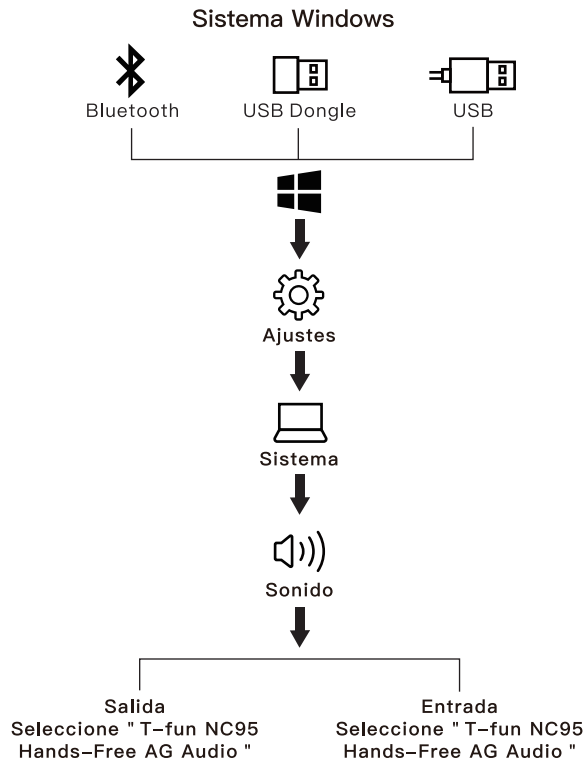 Sistema Windows
Bluetooth
USB Dongle
USB
Ajustes
Sistema
Sonido
Salida
Seleccione " T-fun NC95
Hands-Free AG Audio "
Entrada
Seleccione " T-fun NC95
Hands-Free AG Audio "